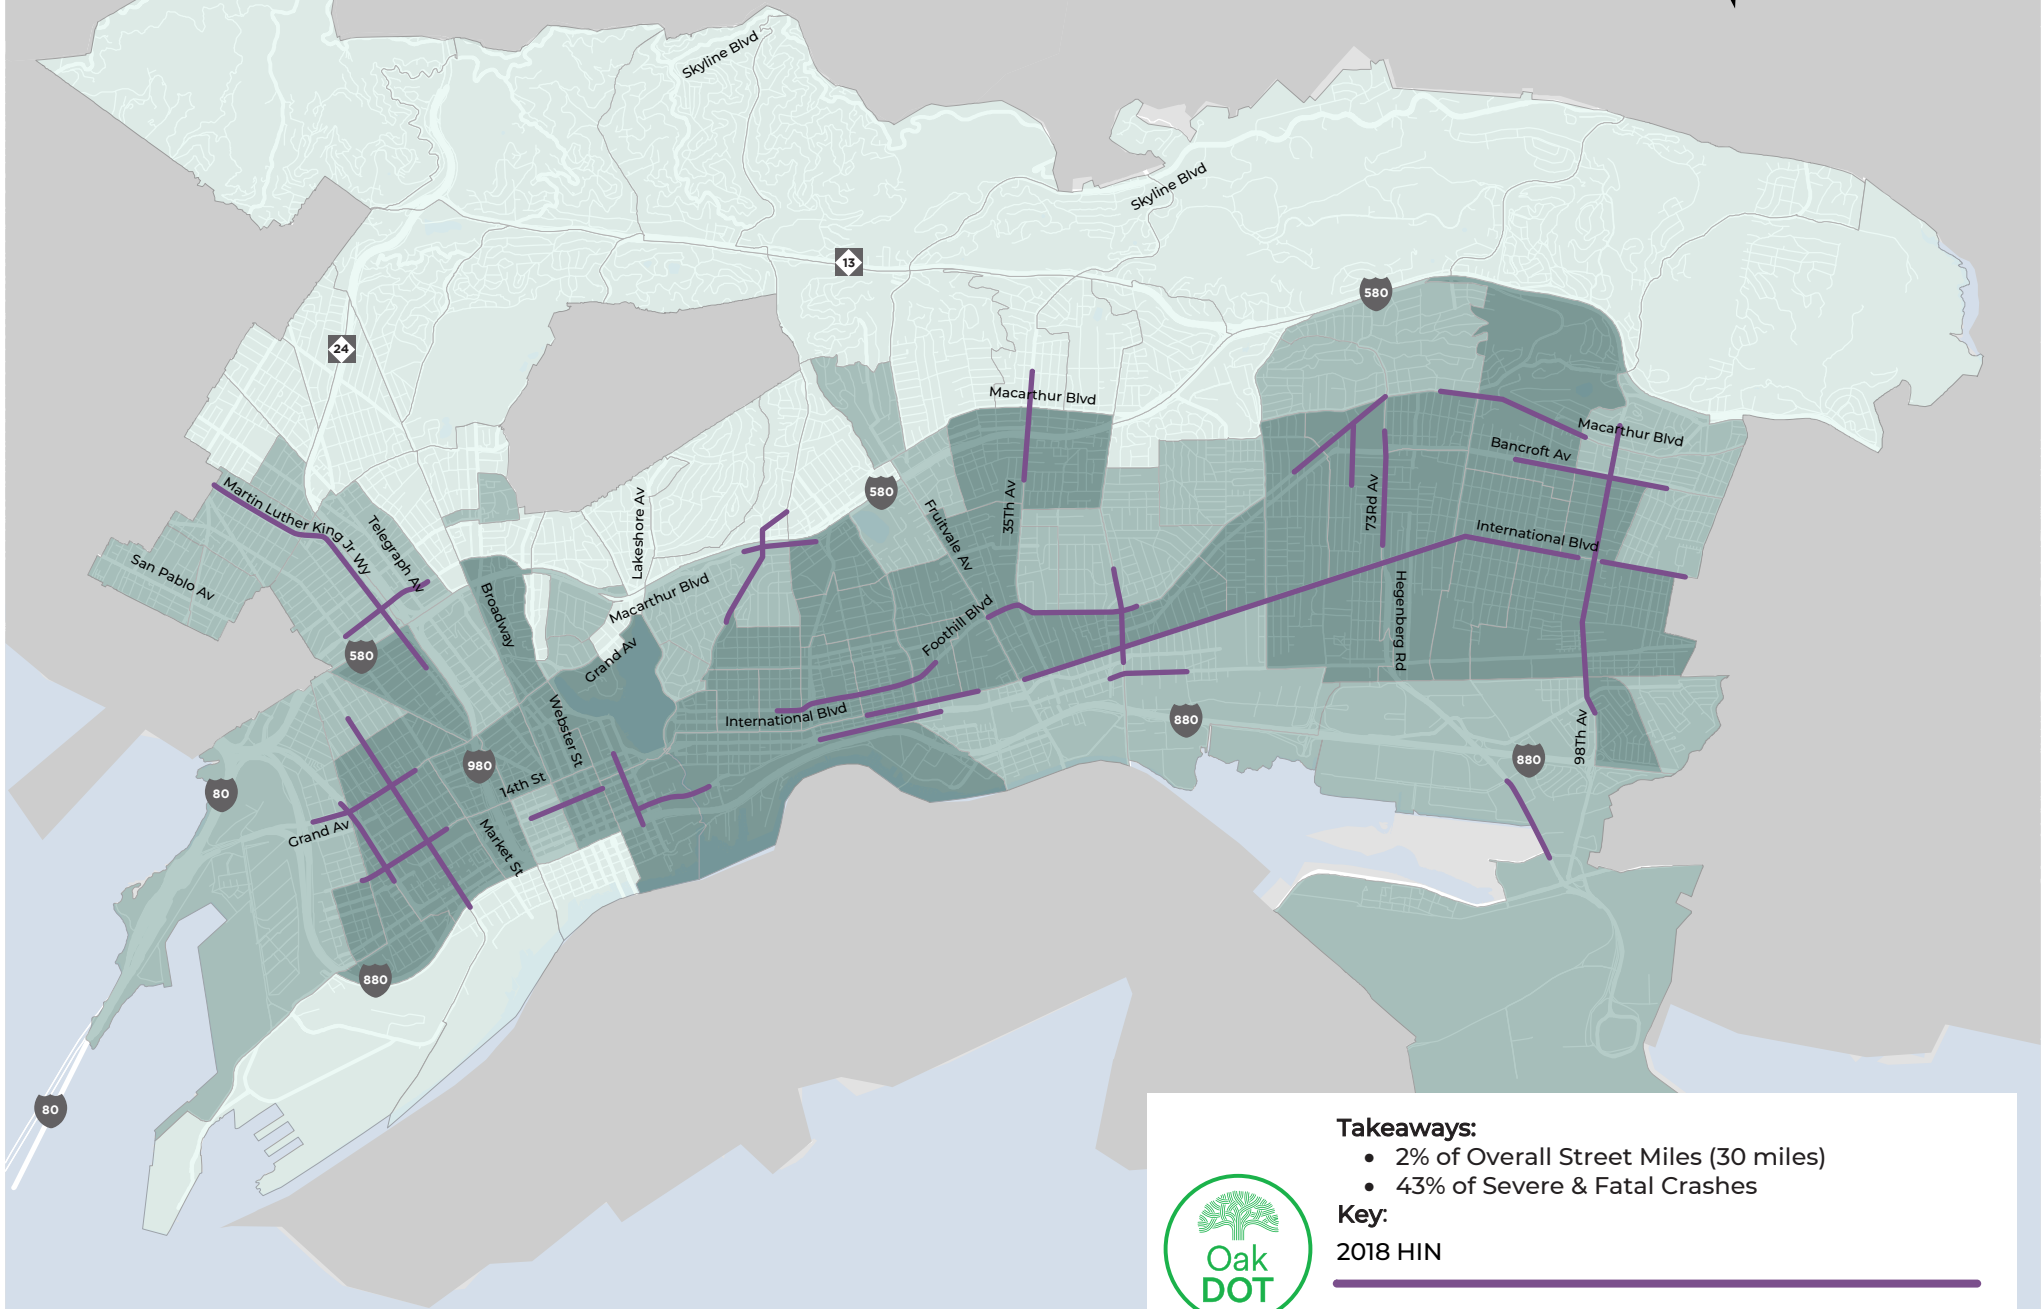 Skyline Blvd
Skyline Blvd
13
580
24
Macarthur Blvd
Macarthur Blvd
Bancroft Av
580
35Th Av
73Rd Av
Fruitvale Av
Lakeshore Av
Martin Luther King Jr Wy
Telegraph Av
San Pablo Av
International Blvd
Broadway
Macarthur Blvd
Hegenberg Rd
Foothill Blvd
Grand Av
580
Webster St
International Blvd
880
98Th Av
880
980
14th St
80
Grand Av
Market St
880
80
Takeaways:
• 2% of Overall Street Miles (30 miles)
• 43% of Severe & Fatal Crashes
Key:
2018 HIN
Oak
DOT